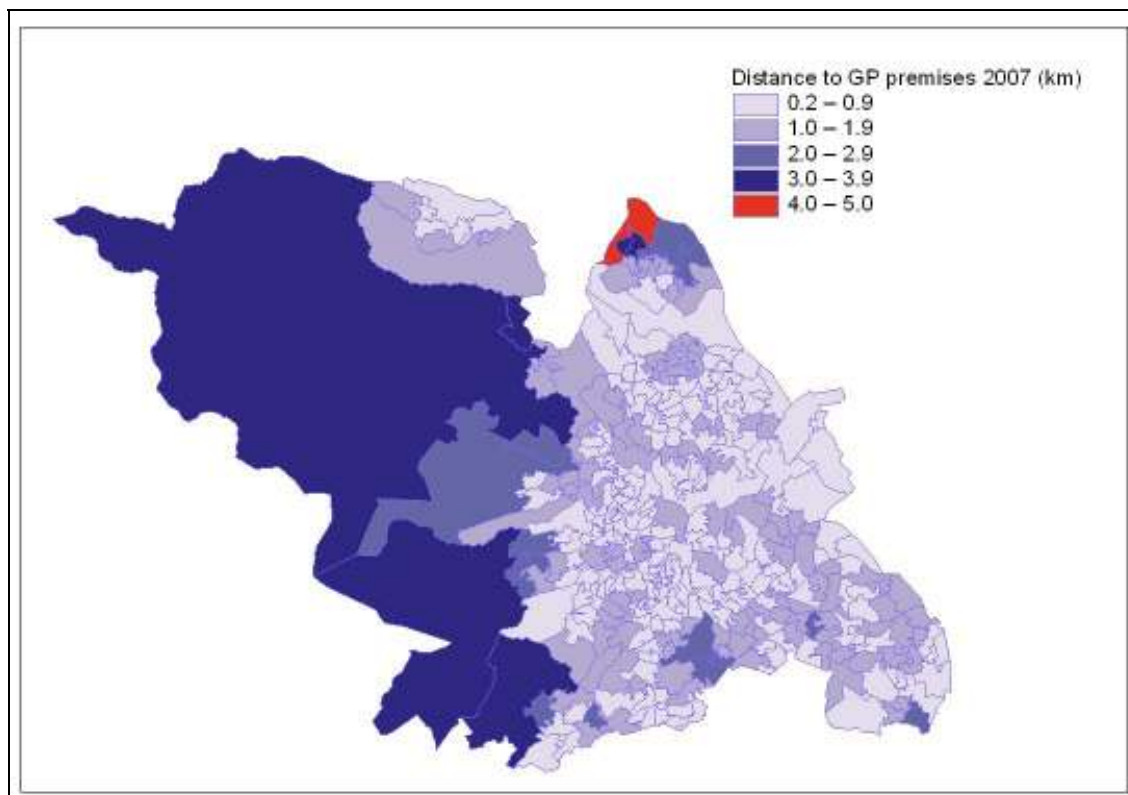 Distance to GP premises 2007 (km)
0.2 – 0.9
1.0 – 1.9
2.0 – 2.9
3.0 – 3.9
4.0 – 5.0